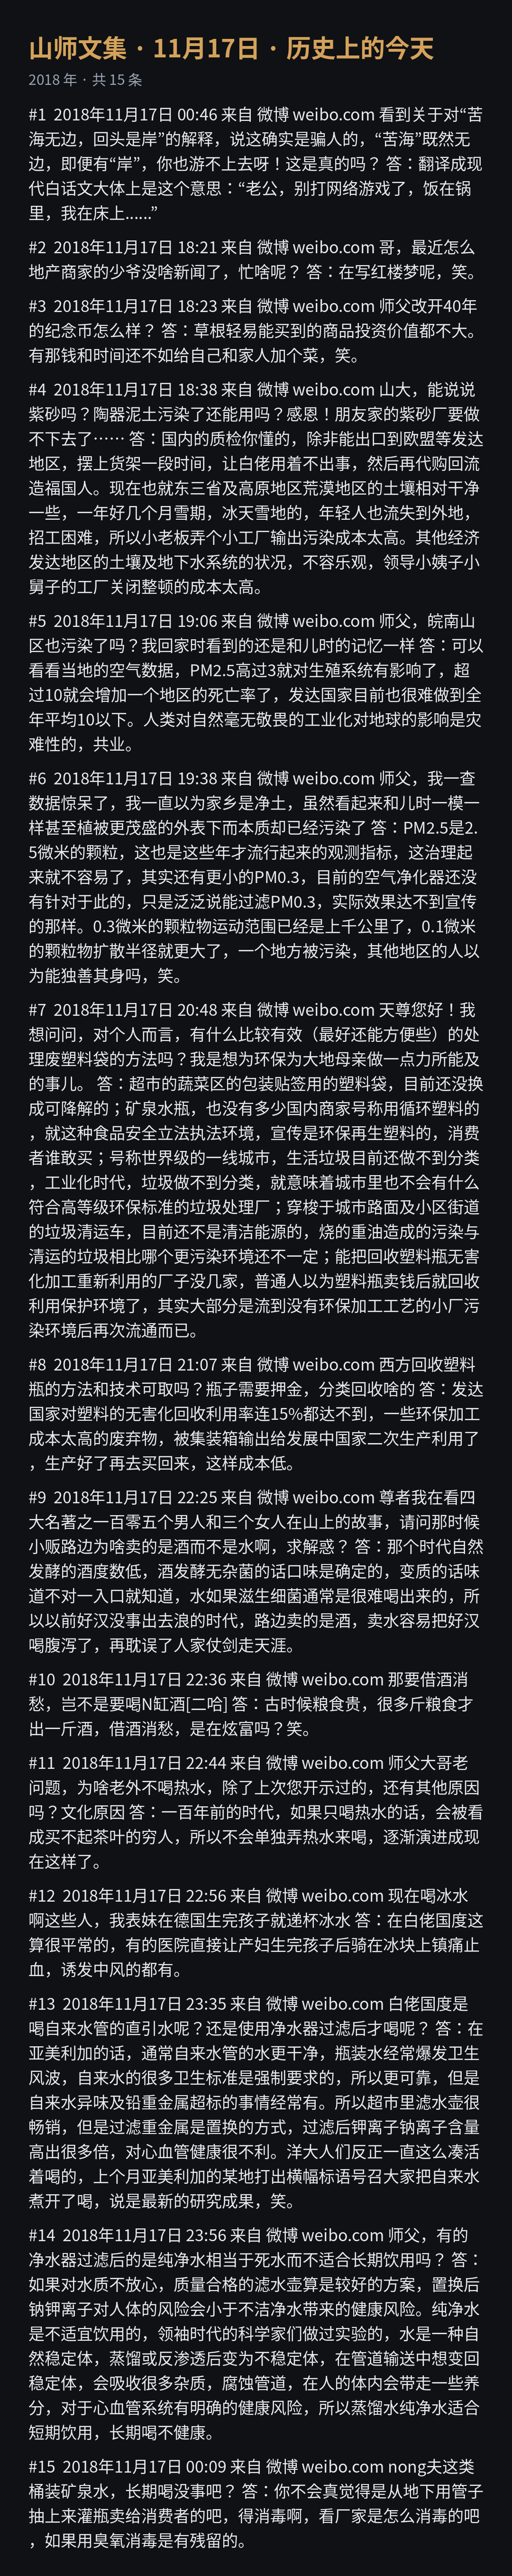 山师文集 · 11月17日 · 历史上的今天
2018 年 · 共 15 条
#1 2018年11月17日 00:46 来自 微博 weibo.com 看到关于对“苦
海无边，回头是岸”的解释，说这确实是骗人的，“苦海”既然无
边，即便有“岸”，你也游不上去呀！这是真的吗？ 答：翻译成现
代白话文大体上是这个意思：“老公，别打网络游戏了，饭在锅
里，我在床上......”
#2 2018年11月17日 18:21 来自 微博 weibo.com 哥，最近怎么
地产商家的少爷没啥新闻了，忙啥呢？ 答：在写红楼梦呢，笑。
#3 2018年11月17日 18:23 来自 微博 weibo.com 师父改开40年
的纪念币怎么样？ 答：草根轻易能买到的商品投资价值都不大。
有那钱和时间还不如给自己和家人加个菜，笑。
#4 2018年11月17日 18:38 来自 微博 weibo.com 山大，能说说
紫砂吗？陶器泥土污染了还能用吗？感恩！朋友家的紫砂厂要做
不下去了…… 答：国内的质检你懂的，除非能出口到欧盟等发达
地区，摆上货架一段时间，让白佬用着不出事，然后再代购回流
造福国人。现在也就东三省及高原地区荒漠地区的土壤相对干净
一些，一年好几个月雪期，冰天雪地的，年轻人也流失到外地，
招工困难，所以小老板弄个小工厂输出污染成本太高。其他经济
发达地区的土壤及地下水系统的状况，不容乐观，领导小姨子小
舅子的工厂关闭整顿的成本太高。
#5 2018年11月17日 19:06 来自 微博 weibo.com 师父，皖南山
区也污染了吗？我回家时看到的还是和儿时的记忆一样 答：可以
看看当地的空气数据，PM2.5高过3就对生殖系统有影响了，超
过10就会增加一个地区的死亡率了，发达国家目前也很难做到全
年平均10以下。人类对自然毫无敬畏的工业化对地球的影响是灾
难性的，共业。
#6 2018年11月17日 19:38 来自 微博 weibo.com 师父，我一查
数据惊呆了，我一直以为家乡是净土，虽然看起来和儿时一模一
样甚至植被更茂盛的外表下而本质却已经污染了 答：PM2.5是2.
5微米的颗粒，这也是这些年才流行起来的观测指标，这治理起
来就不容易了，其实还有更小的PM0.3，目前的空气净化器还没
有针对于此的，只是泛泛说能过滤PM0.3，实际效果达不到宣传
的那样。0.3微米的颗粒物运动范围已经是上千公里了，0.1微米
的颗粒物扩散半径就更大了，一个地方被污染，其他地区的人以
为能独善其身吗，笑。
#7 2018年11月17日 20:48 来自 微博 weibo.com 天尊您好！我
想问问，对个人而言，有什么比较有效（最好还能方便些）的处
理废塑料袋的方法吗？我是想为环保为大地母亲做一点力所能及
的事儿。 答：超市的蔬菜区的包装贴签用的塑料袋，目前还没换
成可降解的；矿泉水瓶，也没有多少国内商家号称用循环塑料的
，就这种食品安全立法执法环境，宣传是环保再生塑料的，消费
者谁敢买；号称世界级的一线城市，生活垃圾目前还做不到分类
，工业化时代，垃圾做不到分类，就意味着城市里也不会有什么
符合高等级环保标准的垃圾处理厂；穿梭于城市路面及小区街道
的垃圾清运车，目前还不是清洁能源的，烧的重油造成的污染与
清运的垃圾相比哪个更污染环境还不一定；能把回收塑料瓶无害
化加工重新利用的厂子没几家，普通人以为塑料瓶卖钱后就回收
利用保护环境了，其实大部分是流到没有环保加工工艺的小厂污
染环境后再次流通而已。
#8 2018年11月17日 21:07 来自 微博 weibo.com 西方回收塑料
瓶的方法和技术可取吗？瓶子需要押金，分类回收啥的 答：发达
国家对塑料的无害化回收利用率连15%都达不到，一些环保加工
成本太高的废弃物，被集装箱输出给发展中国家二次生产利用了
，生产好了再去买回来，这样成本低。
#9 2018年11月17日 22:25 来自 微博 weibo.com 尊者我在看四
大名著之一百零五个男人和三个女人在山上的故事，请问那时候
小贩路边为啥卖的是酒而不是水啊，求解惑？ 答：那个时代自然
发酵的酒度数低，酒发酵无杂菌的话口味是确定的，变质的话味
道不对一入口就知道，水如果滋生细菌通常是很难喝出来的，所
以以前好汉没事出去浪的时代，路边卖的是酒，卖水容易把好汉
喝腹泻了，再耽误了人家仗剑走天涯。
#10 2018年11月17日 22:36 来自 微博 weibo.com 那要借酒消
愁，岂不是要喝N缸酒[二哈] 答：古时候粮食贵，很多斤粮食才
出一斤酒，借酒消愁，是在炫富吗？笑。
#11 2018年11月17日 22:44 来自 微博 weibo.com 师父大哥老
问题，为啥老外不喝热水，除了上次您开示过的，还有其他原因
吗？文化原因 答：一百年前的时代，如果只喝热水的话，会被看
成买不起茶叶的穷人，所以不会单独弄热水来喝，逐渐演进成现
在这样了。
#12 2018年11月17日 22:56 来自 微博 weibo.com 现在喝冰水
啊这些人，我表妹在德国生完孩子就递杯冰水 答：在白佬国度这
算很平常的，有的医院直接让产妇生完孩子后骑在冰块上镇痛止
血，诱发中风的都有。
#13 2018年11月17日 23:35 来自 微博 weibo.com 白佬国度是
喝自来水管的直引水呢？还是使用净水器过滤后才喝呢？ 答：在
亚美利加的话，通常自来水管的水更干净，瓶装水经常爆发卫生
风波，自来水的很多卫生标准是强制要求的，所以更可靠，但是
自来水异味及铅重金属超标的事情经常有。所以超市里滤水壶很
畅销，但是过滤重金属是置换的方式，过滤后钾离子钠离子含量
高出很多倍，对心血管健康很不利。洋大人们反正一直这么凑活
着喝的，上个月亚美利加的某地打出横幅标语号召大家把自来水
煮开了喝，说是最新的研究成果，笑。
#14 2018年11月17日 23:56 来自 微博 weibo.com 师父，有的
净水器过滤后的是纯净水相当于死水而不适合长期饮用吗？ 答：
如果对水质不放心，质量合格的滤水壶算是较好的方案，置换后
钠钾离子对人体的风险会小于不洁净水带来的健康风险。纯净水
是不适宜饮用的，领袖时代的科学家们做过实验的，水是一种自
然稳定体，蒸馏或反渗透后变为不稳定体，在管道输送中想变回
稳定体，会吸收很多杂质，腐蚀管道，在人的体内会带走一些养
分，对于心血管系统有明确的健康风险，所以蒸馏水纯净水适合
短期饮用，长期喝不健康。
#15 2018年11月17日 00:09 来自 微博 weibo.com nong夫这类
桶装矿泉水，长期喝没事吧？ 答：你不会真觉得是从地下用管子
抽上来灌瓶卖给消费者的吧，得消毒啊，看厂家是怎么消毒的吧
，如果用臭氧消毒是有残留的。